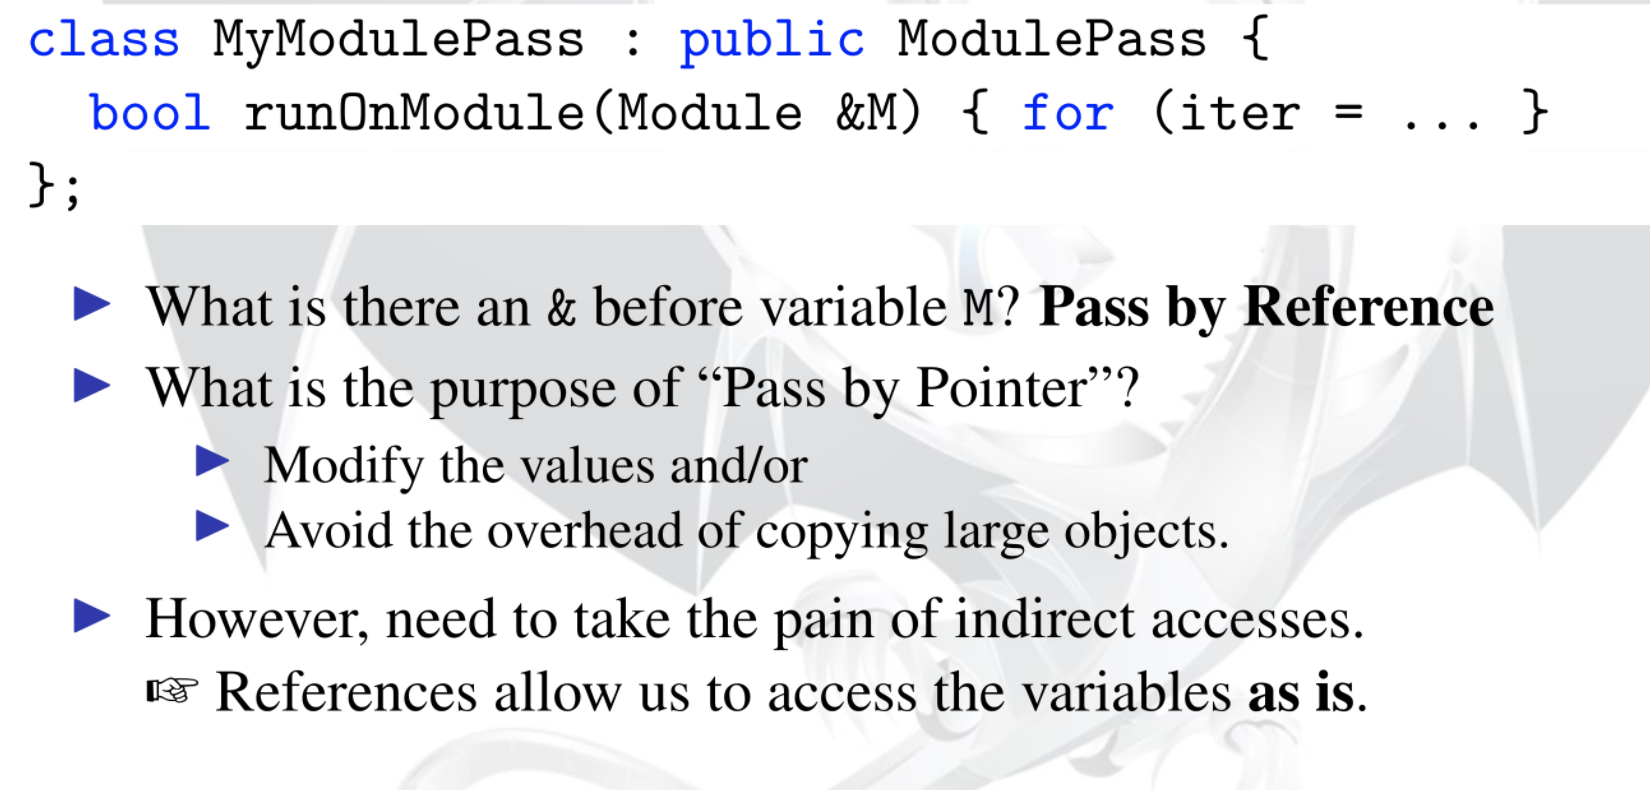 class MyModulePass : public ModulePass {
bool runOnModule(Module &M) { for (iter = ... }
};
▶ What is there an & before variable M? Pass by Reference
▶ What is the purpose of “Pass by Pointer”?
▶ Modify the values and/or
▶ Avoid the overhead of copying large objects.
▶ However, need to take the pain of indirect accesses.
☞ References allow us to access the variables as is.